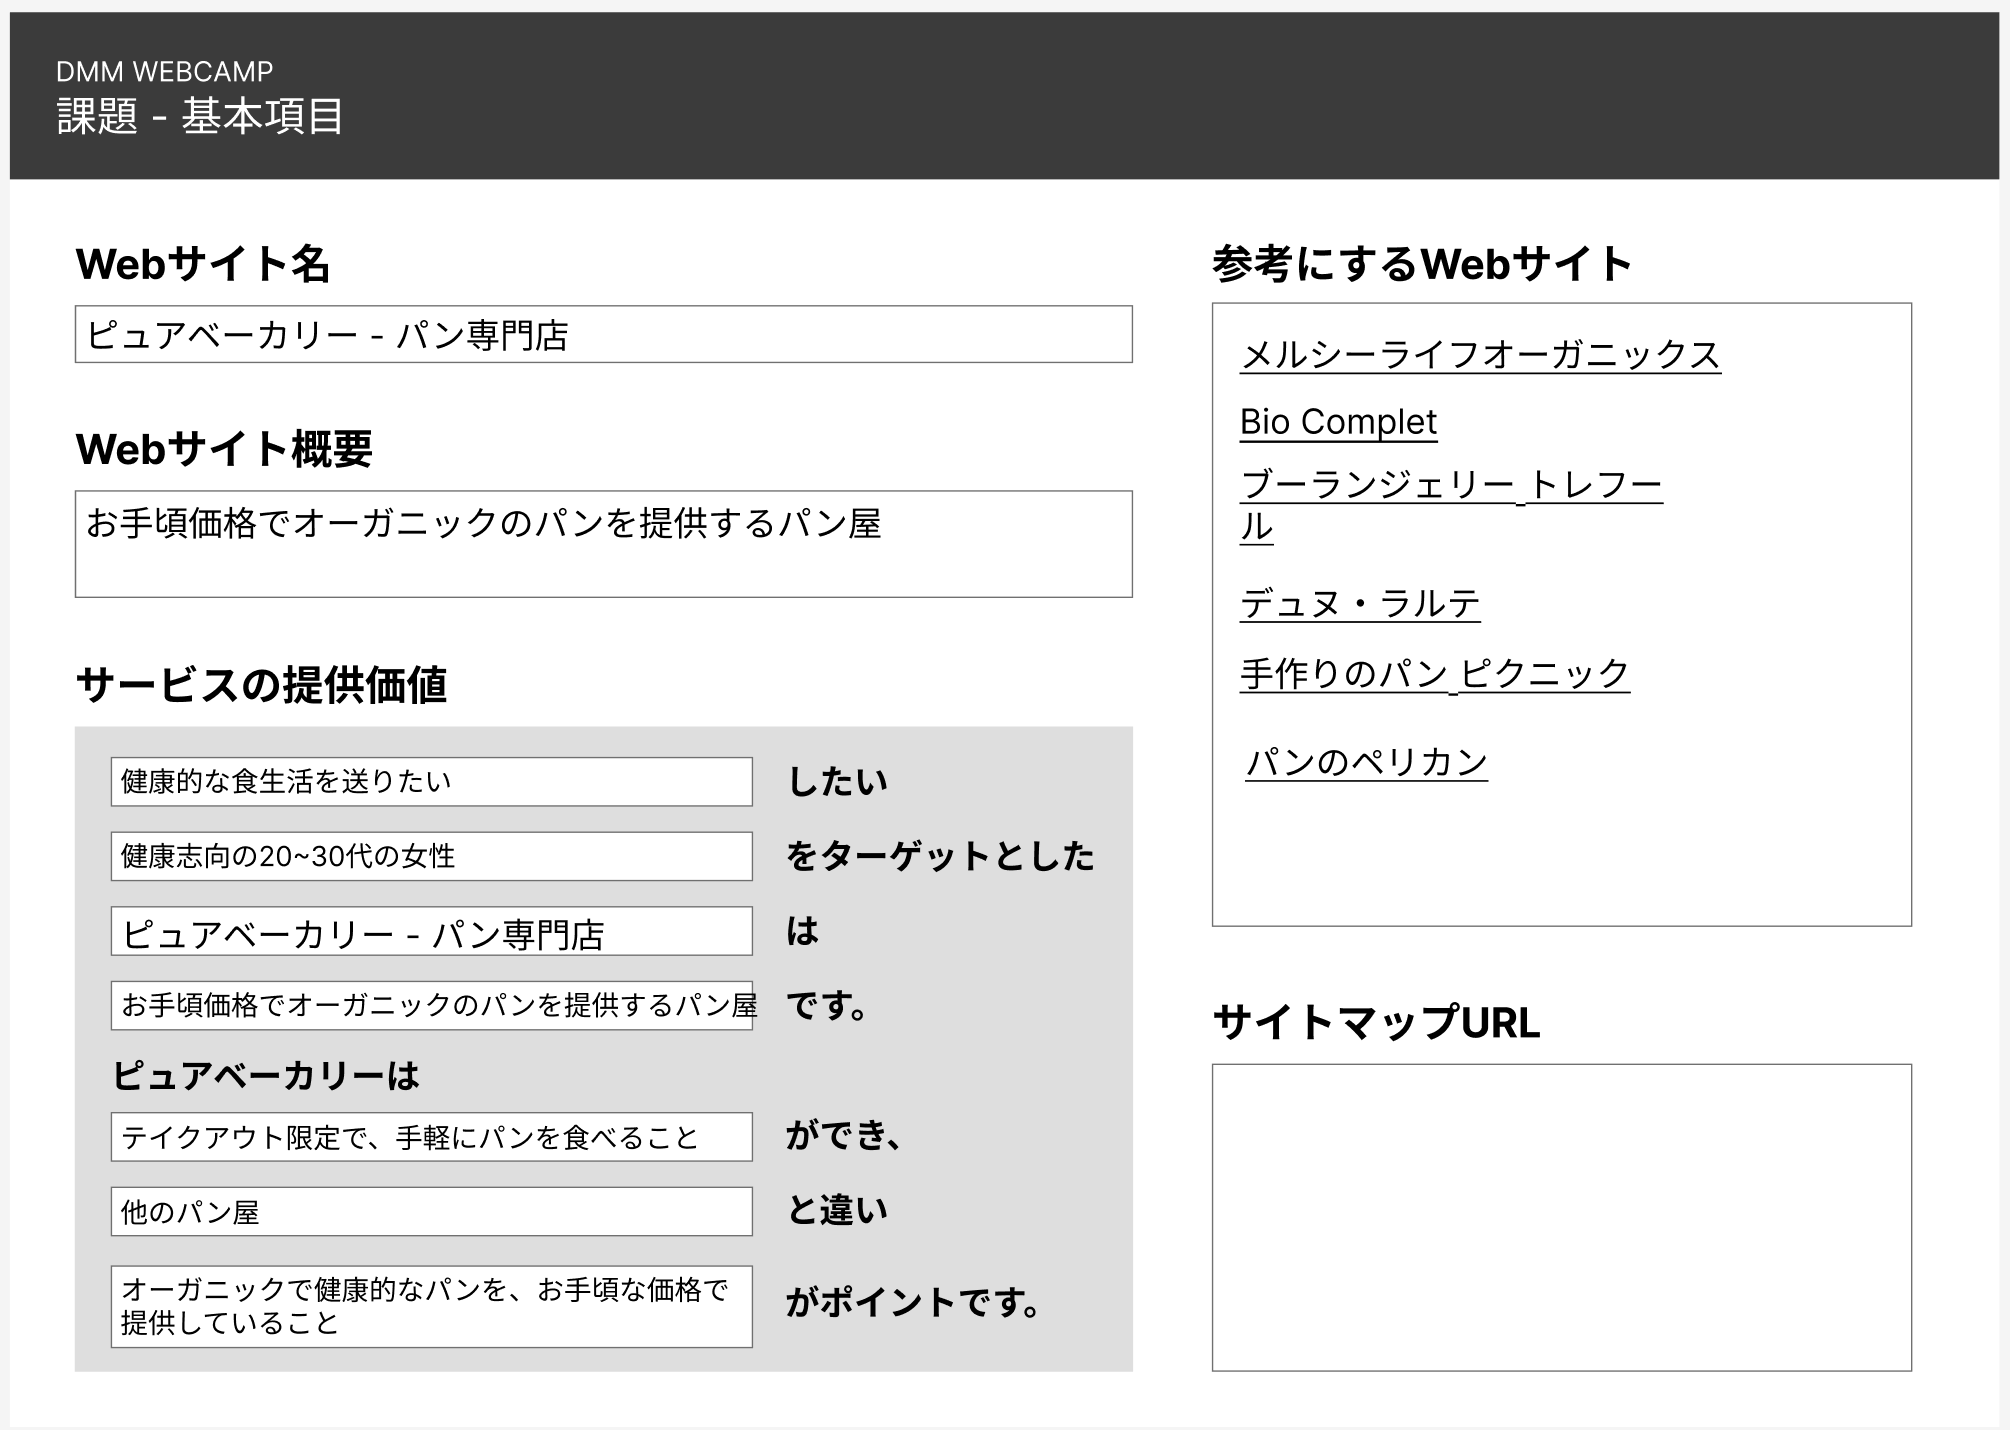 DMM WEBCAMP
課題 - 基本項目
Webサイト名
ピュアベーカリー - パン専門店
Webサイト概要
お手頃価格でオーガニックのパンを提供するパン屋
サービスの提供価値
健康的な食生活を送りたい したい
健康志向の20~30代の女性 をターゲットとした
ピュアベーカリー - パン専門店 は
お手頃価格でオーガニックのパンを提供するパン屋 です。
ピュアベーカリーは
テイクアウト限定で、手軽にパンを食べること ができ、
他のパン屋 と違い
オーガニックで健康的なパンを、お手頃な価格で
提供していること
がポイントです。
参考にするWebサイト
メルシーライフオーガニックス
Bio Complet
ブーランジェリー トレフー
ル
デュヌ・ラルテ
手作りのパン ピクニック
パンのペリカン
サイトマップURL